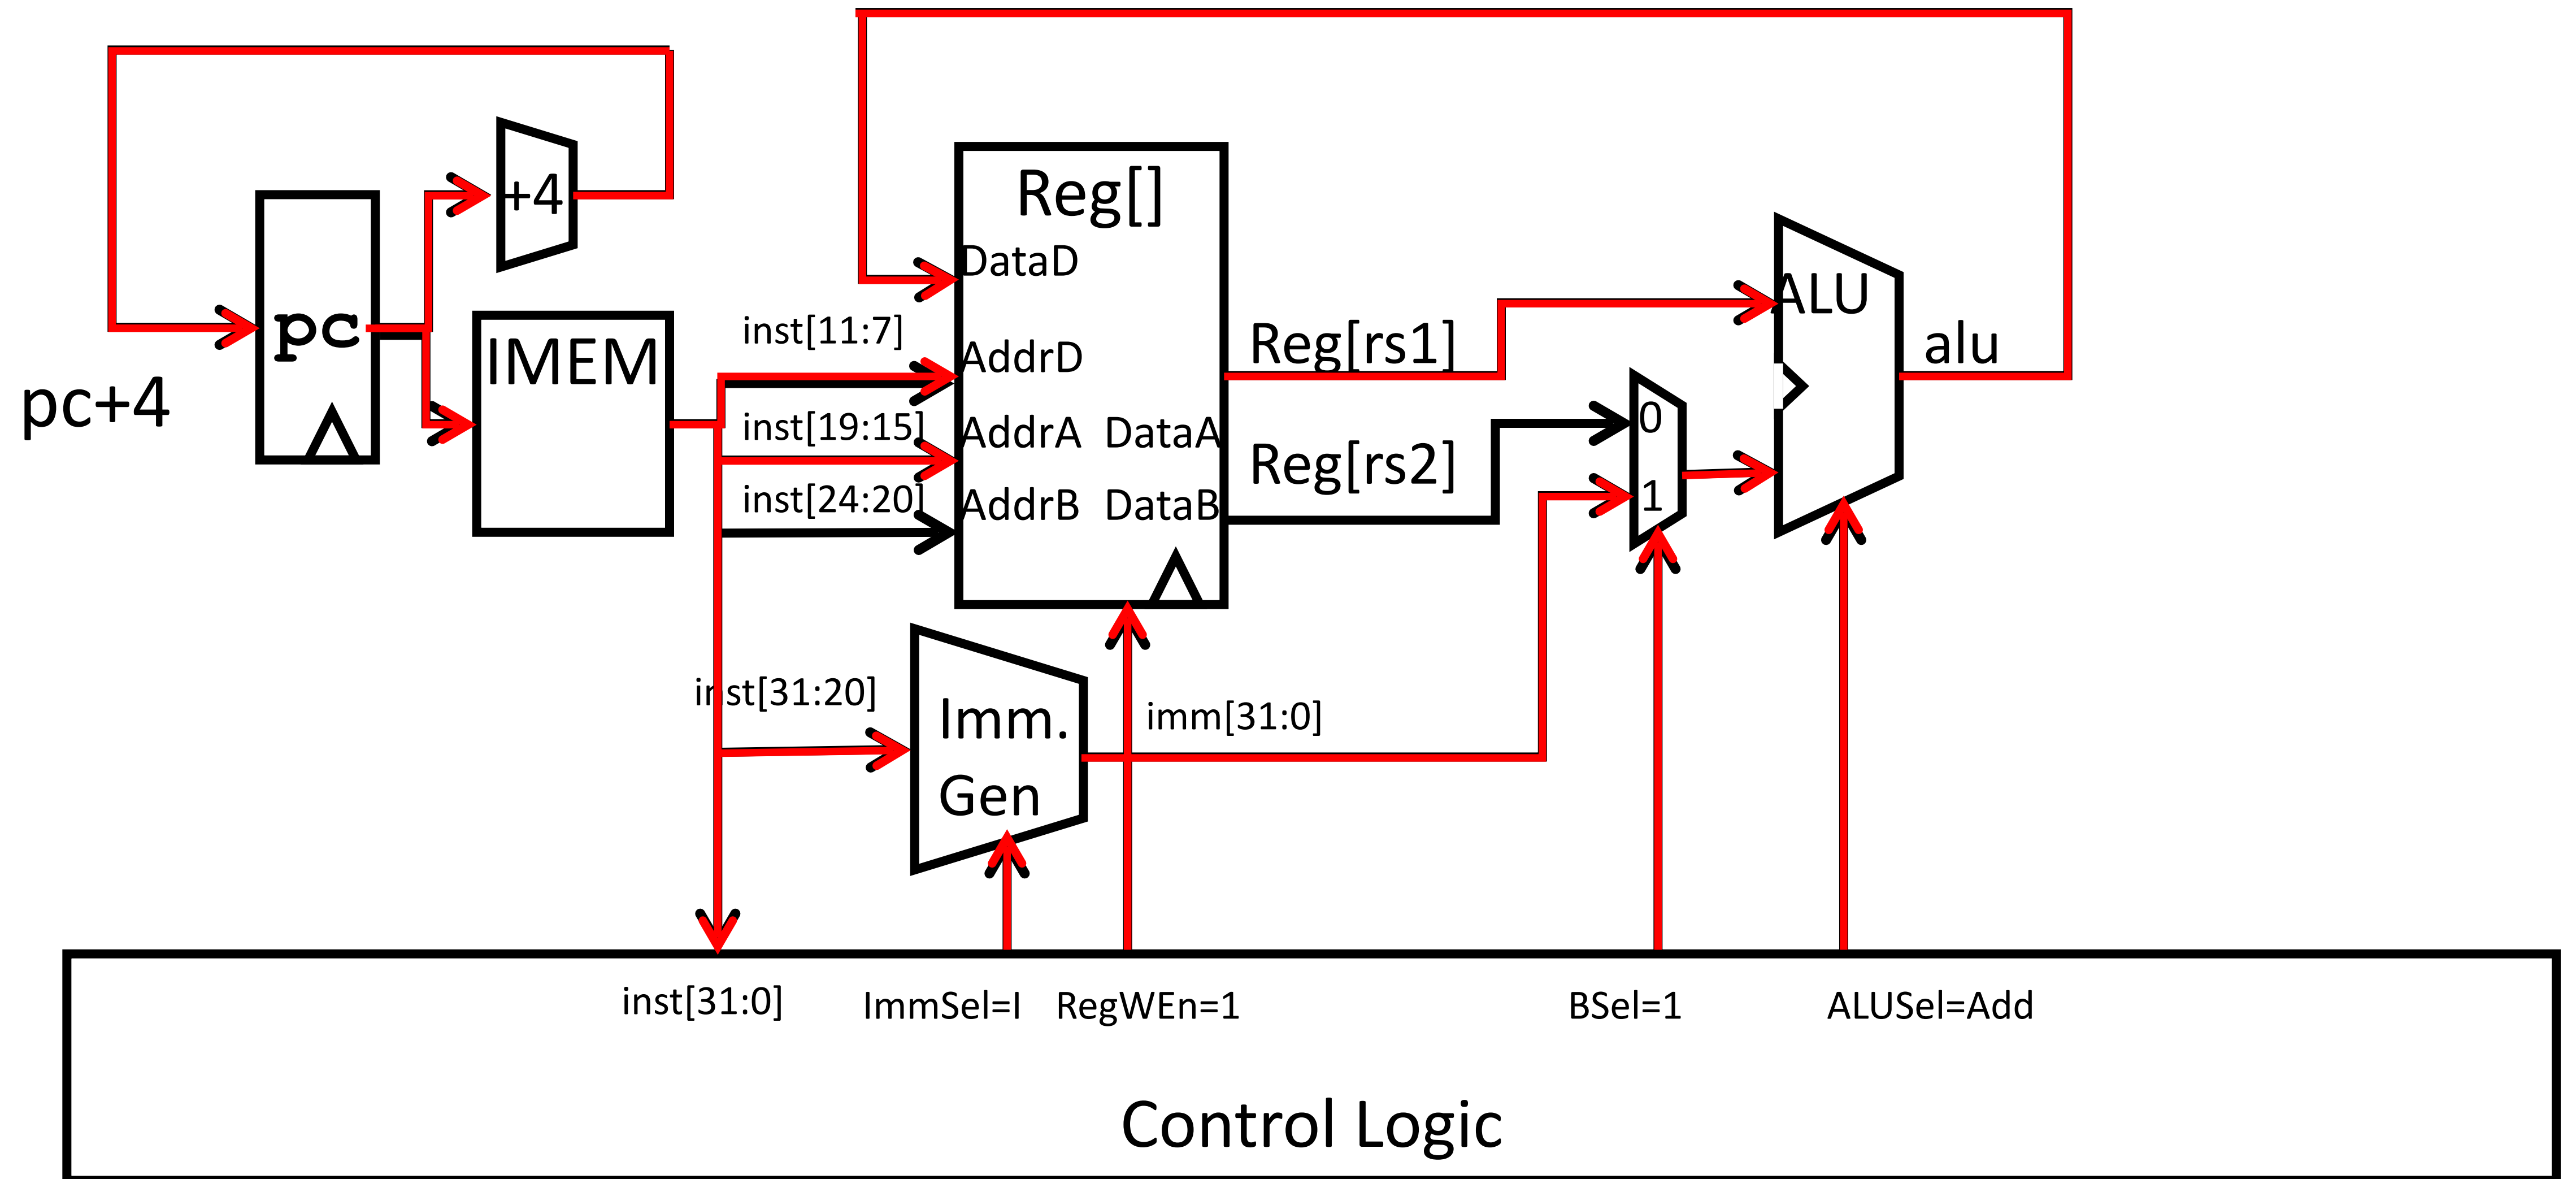 +4
pc
pc+4
IMEM
Reg[]
DataD
inst[11:7]
AddrD
inst[19:15]
AddrA DataA
inst[24:20]
AddrB DataB
Reg[rs1]
Reg[rs2]
0
1
ALU
alu
inst[31:20]
Imm.
Gen
imm[31:0]
inst[31:0]
ImmSel=I
RegWEn=1
BSel=1
ALUSel=Add
Control Logic